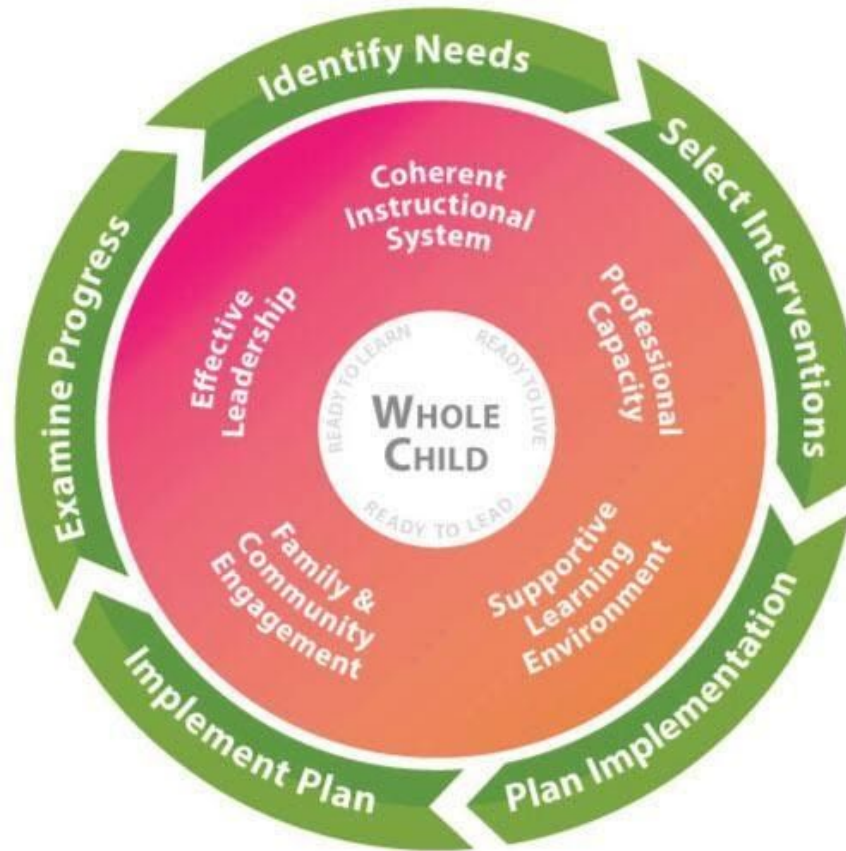 Identify Needs
Select Interventions
Plan Implementation
Implement Plan
Examine Progress
Coherent
Instructional
System
Professional
Capacity
Supportive
Learning
Environment
Family &
Community
Engagement
Effective
Leadership
READY TO LEARN
READY TO LIVE
READY TO LEAD
WHOLE
CHILD